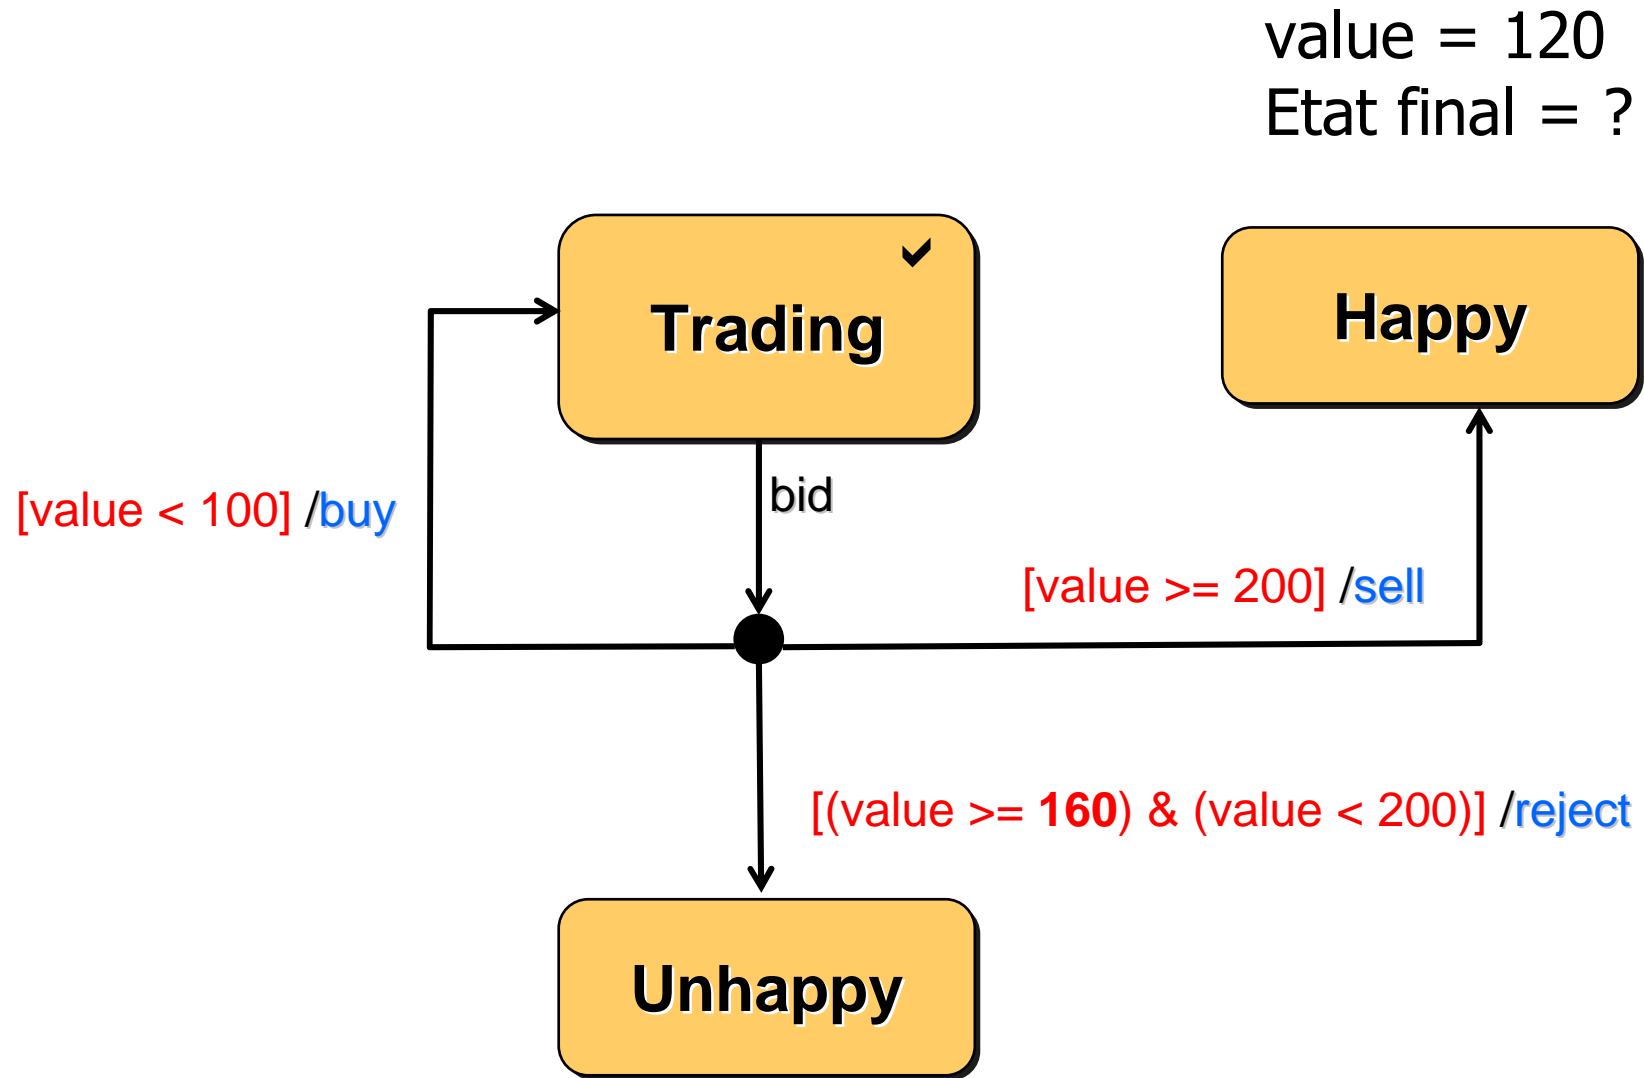 value = 120
Etat final = ?
Trading
Happy
bid
[value < 100] /buy
[value >= 200] /sell
[(value >= 160) & (value < 200)] /reject
Unhappy